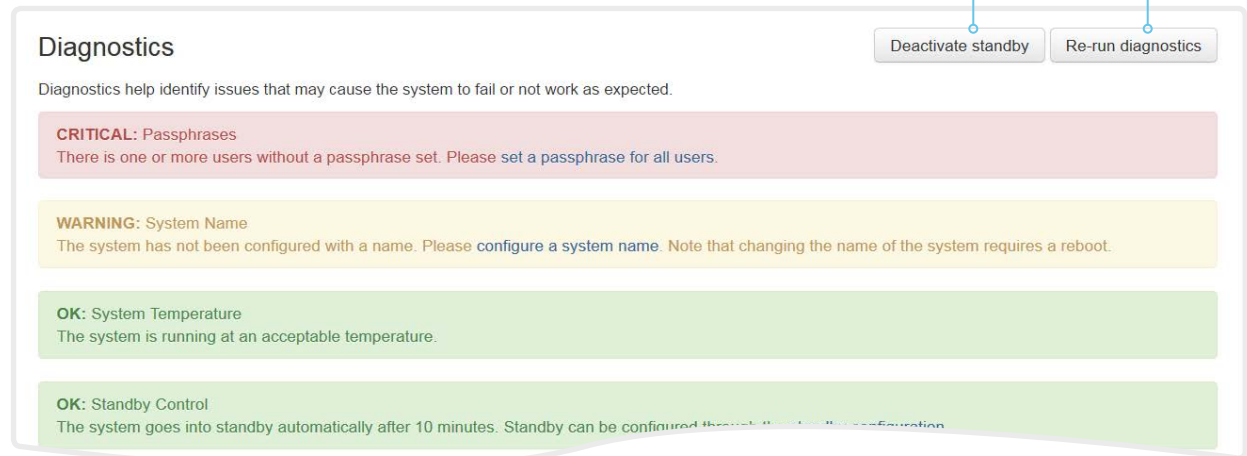 Diagnostics
Deactivate standby
Re-run diagnostics
Diagnostics help identify issues that may cause the system to fail or not work as expected.
CRITICAL: Passphrases
There is one or more users without a passphrase set. Please set a passphrase for all users.
WARNING: System Name
The system has not been configured with a name. Please configure a system name. Note that changing the name of the system requires a reboot.
OK: System Temperature
The system is running at an acceptable temperature.
OK: Standby Control
The system goes into standby automatically after 10 minutes. Standby can be configured through the standby configuration